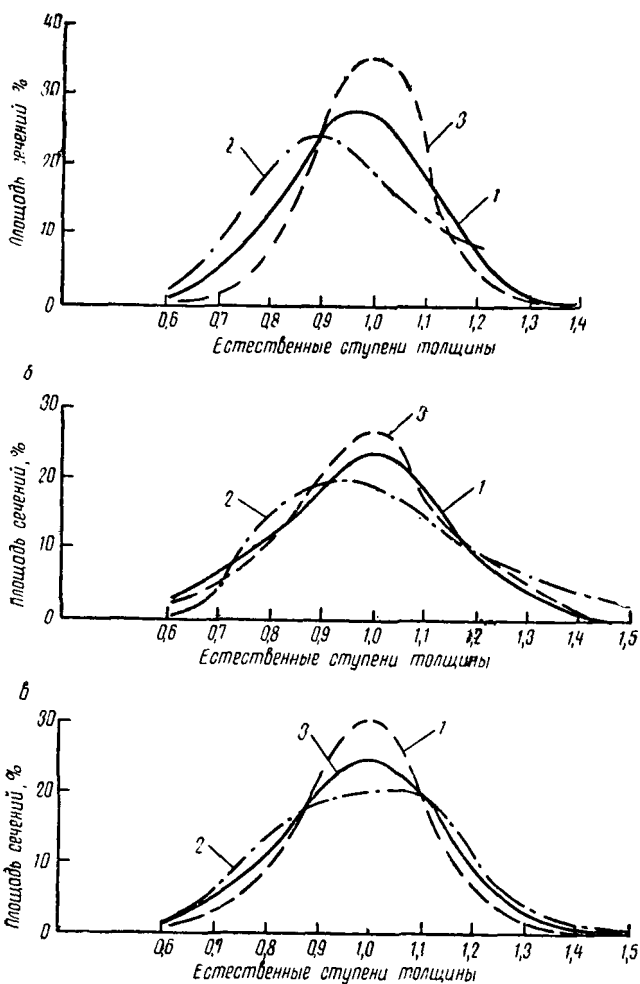 40
30
20
10
0
Площадь сечений %
2
3
1
0,6 0,7 0,8 0,9 1,0 1,1 1,2 1,3 1,4
Естественные ступени толщины
б
30
20
10
0
Площадь сечений, %
3
2
1
0,6 0,7 0,8 0,9 1,0 1,1 1,2 1,3 1,4 1,5
Естественные ступени толщины
в
30
20
10
0
Площадь сечений, %
3
1
2
0,6 0,7 0,8 0,9 1,0 1,1 1,2 1,3 1,4 1,5
Естественные ступени толщины